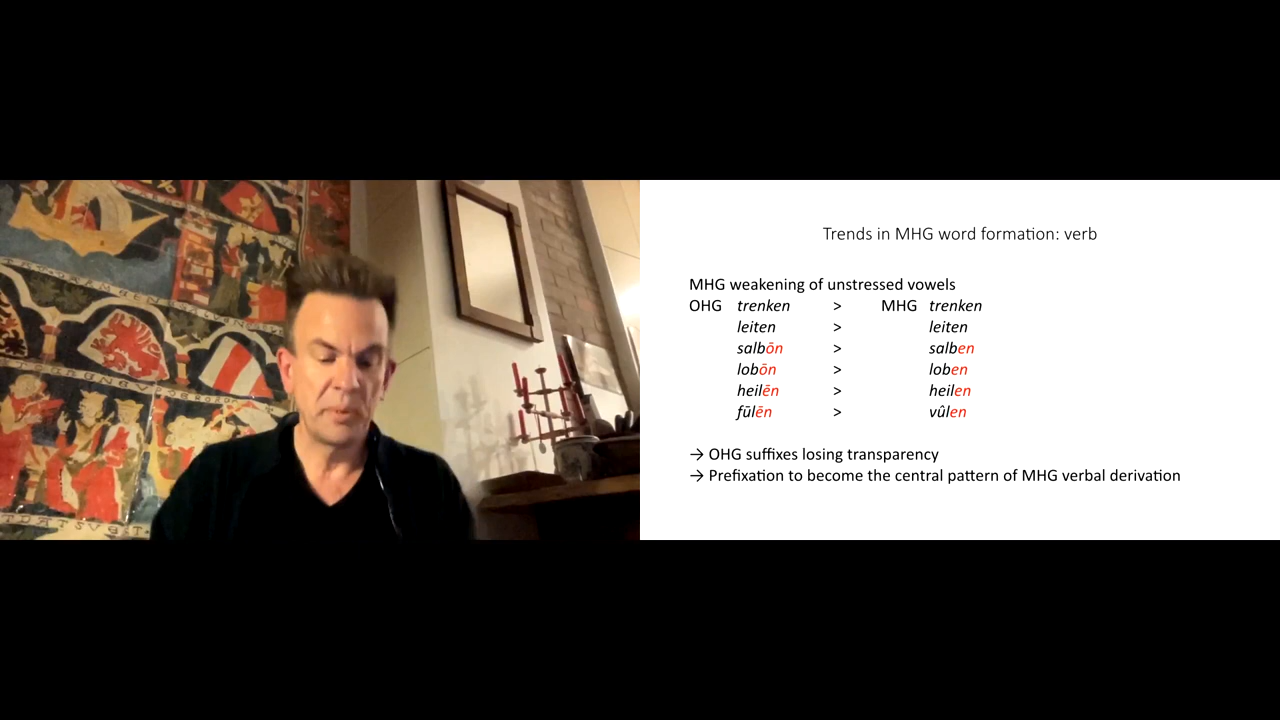 Trends in MHG word formation: verb
MHG weakening of unstressed vowels
OHG trenken > MHG trenken
leiten > leiten
salbōn > salben
lobōn > loben
heilēn > heilen
fūlēn > vûlen
→ OHG suffixes losing transparency
→ Prefixation to become the central pattern of MHG verbal derivation